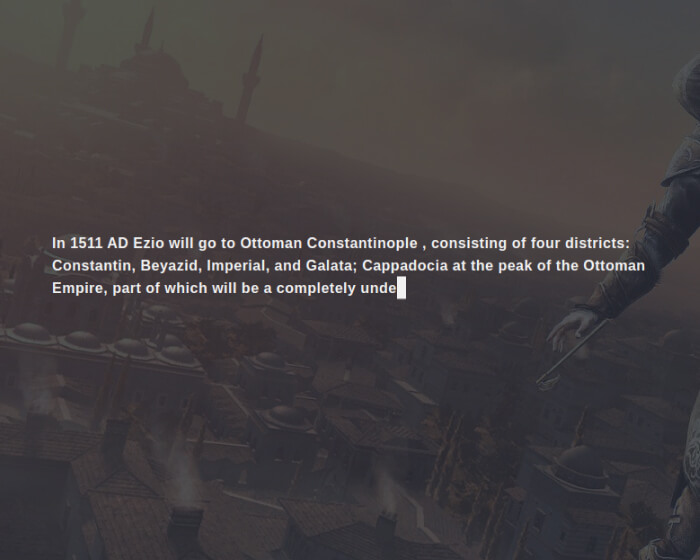 In 1511 AD Ezio will go to Ottoman Constantinople , consisting of four districts:
Constantin, Beyazid, Imperial, and Galata; Cappadocia at the peak of the Ottoman
Empire, part of which will be a completely unde